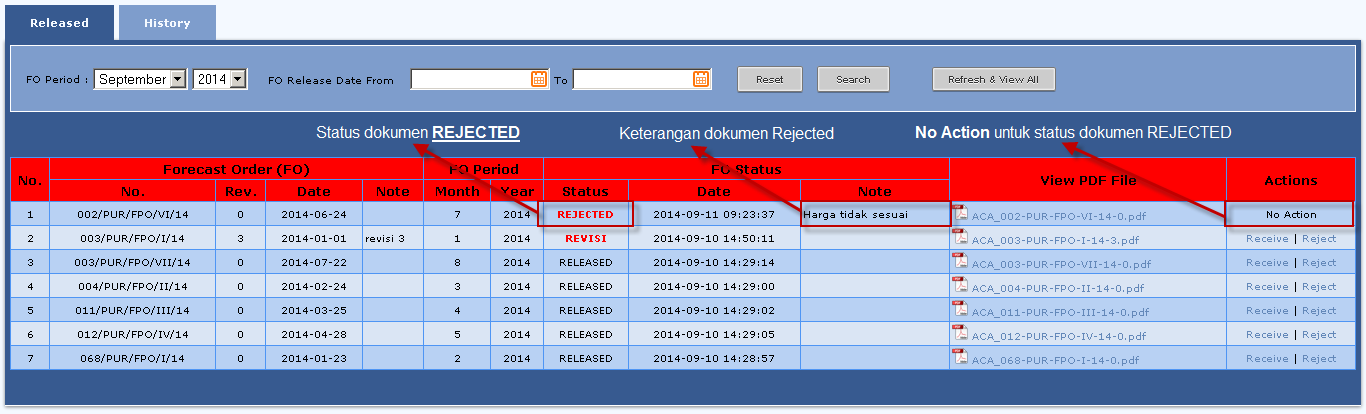 Released History
FO Period : September 2014 FO Release Date From To Reset Search Refresh & View All
Status dokumen REJECTED Keterangan dokumen Rejected No Action untuk status dokumen REJECTED
No. Forecast Order (FO) FO Period FO Status View PDF File Actions
No. Rev. Date Note Month Year Status Date Note
1 002/PUR/FPO/VI/14 0 2014-06-24 7 2014 REJECTED 2014-09-11 09:23:37 Harga tidak sesuai ACA_002-PUR-FPO-VI-14-0.pdf No Action
2 003/PUR/FPO/I/14 3 2014-01-01 revisi 3 1 2014 REVISI 2014-09-10 14:50:11 ACA_003-PUR-FPO-I-14-3.pdf Receive | Reject
3 003/PUR/FPO/VII/14 0 2014-07-22 8 2014 RELEASED 2014-09-10 14:29:14 ACA_003-PUR-FPO-VII-14-0.pdf Receive | Reject
4 004/PUR/FPO/II/14 0 2014-02-24 3 2014 RELEASED 2014-09-10 14:29:00 ACA_004-PUR-FPO-II-14-0.pdf Receive | Reject
5 011/PUR/FPO/III/14 0 2014-03-25 4 2014 RELEASED 2014-09-10 14:29:02 ACA_011-PUR-FPO-III-14-0.pdf Receive | Reject
6 012/PUR/FPO/IV/14 0 2014-04-28 5 2014 RELEASED 2014-09-10 14:29:05 ACA_012-PUR-FPO-IV-14-0.pdf Receive | Reject
7 068/PUR/FPO/I/14 0 2014-01-23 2 2014 RELEASED 2014-09-10 14:28:57 ACA_068-PUR-FPO-I-14-0.pdf Receive | Reject